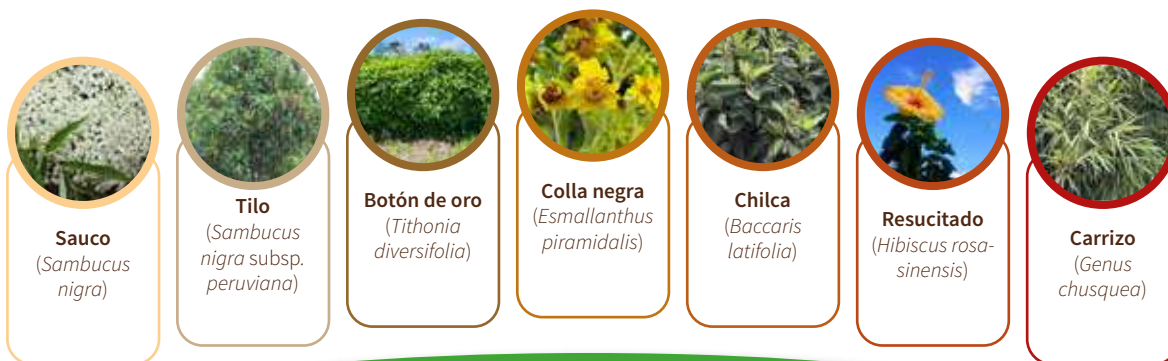 Sauco
(Sambucus
nigra)
Tilo
(Sambucus
nigra subsp.
peruviana)
Botón de oro
(Tithonia
diversifolia)
Colla negra
(Esmallanthus
piramidalis)
Chilca
(Baccaris
latifolia)
Resucitado
(Hibiscus rosa-
sinensis)
Carrizo
(Genus
chusquea)